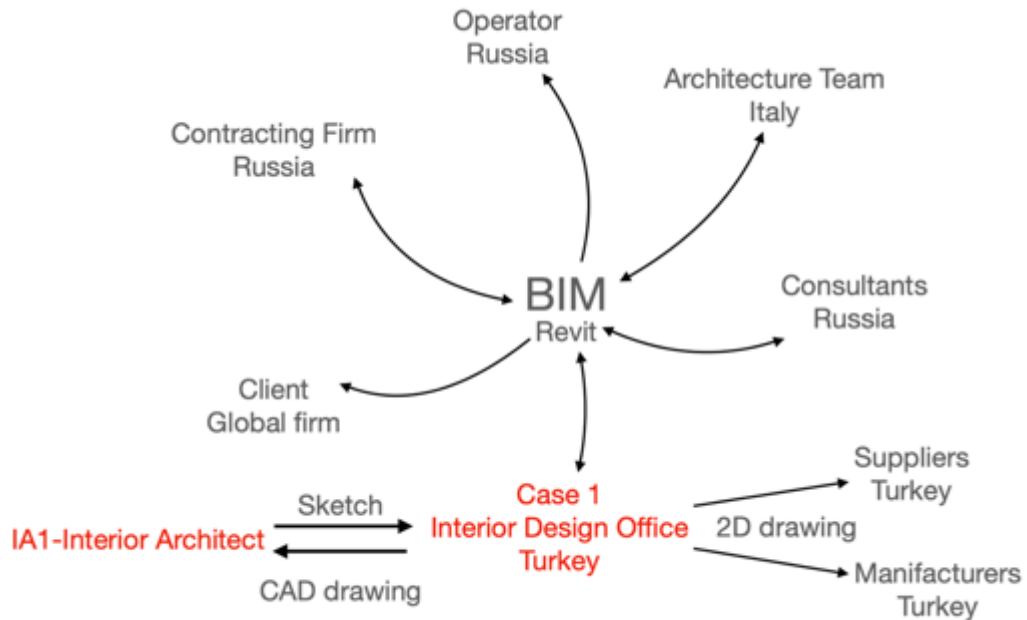 Operator
Russia
Architecture Team
Italy
Contracting Firm
Russia
BIM
Revit
Consultants
Russia
Client
Global firm
Suppliers
Turkey
Sketch
Case 1
Interior Design Office
Turkey
2D drawing
IA1-Interior Architect
CAD drawing
Manifacturers
Turkey